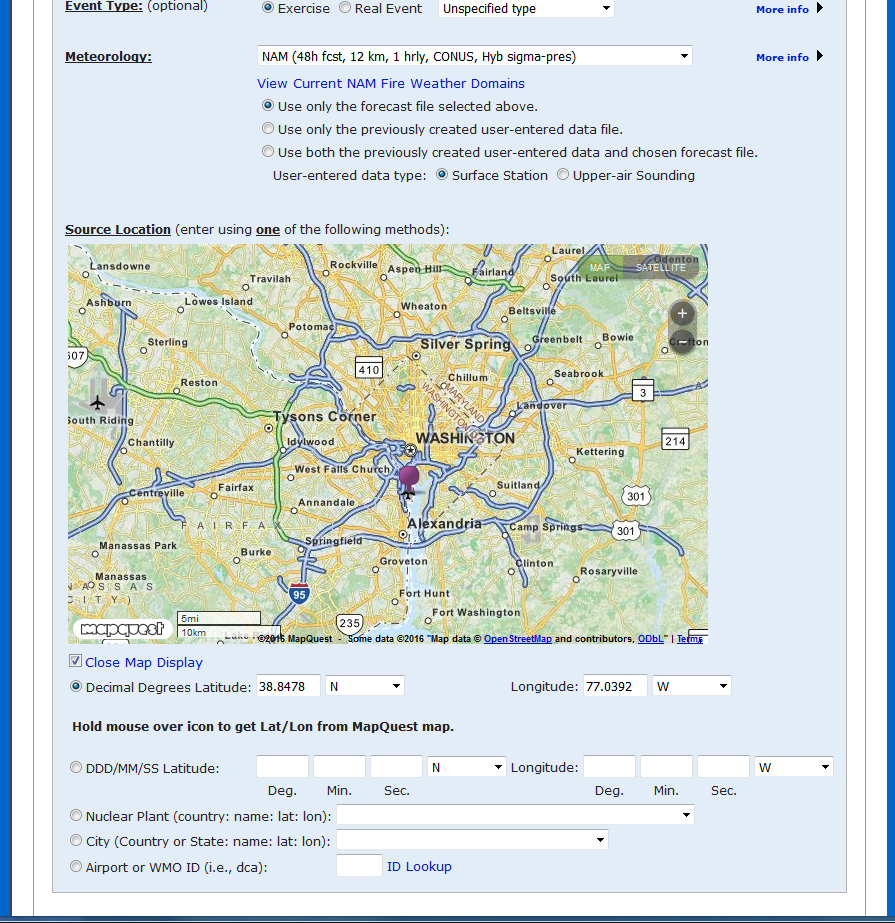 Event Type: (optional) Exercise Real Event Unspecified type More info
Meteorology: NAM (48h fcst, 12 km, 1 hrly, CONUS, Hyb sigma-pres) More info
View Current NAM Fire Weather Domains
Use only the forecast file selected above.
Use only the previously created user-entered data file.
Use both the previously created user-entered data and chosen forecast file.
User-entered data type: Surface Station Upper-air Sounding
Source Location (enter using one of the following methods):
Laurel
Odenton
Lansdowne
Rockville
Aspen Hill
Fairland
MAP SATELLITE
Travilah
South Laurel
Ashburn
Lowes Island
Wheaton
Beltsville
+
Potomac
Sterling
Silver Spring
Greenbelt
Bowie
Crofton
607
410
Reston
Chillum
Seabrook
MARYLAND
WASHINGTON
3
Landover
South Riding
Tysons Corner
Chantilly
Idylwood
WASHINGTON
214
Kettering
West Falls Church
Centreville
Fairfax
Suitland
301
Annandale
FAIRFAX
Alexandria
Camp Springs
301
Manassas Park
Burke
Springfield
Groveton
Clinton
Rosaryville
Manassas
NASSAS
CITY)
95
Fort Hunt
Fort Washington
235
mapquest
5mi
10km
Lake R
©2016 MapQuest - Some data ©2016 "Map data © OpenStreetMap and contributors, ODbL" | Terms
Close Map Display
Decimal Degrees Latitude: 38.8478 N Longitude: 77.0392 W
Hold mouse over icon to get Lat/Lon from MapQuest map.
DDD/MM/SS Latitude: N Longitude: W
Deg. Min. Sec. Deg. Min. Sec.
Nuclear Plant (country: name: lat: lon):
City (Country or State: name: lat: lon):
Airport or WMO ID (i.e., dca): ID Lookup